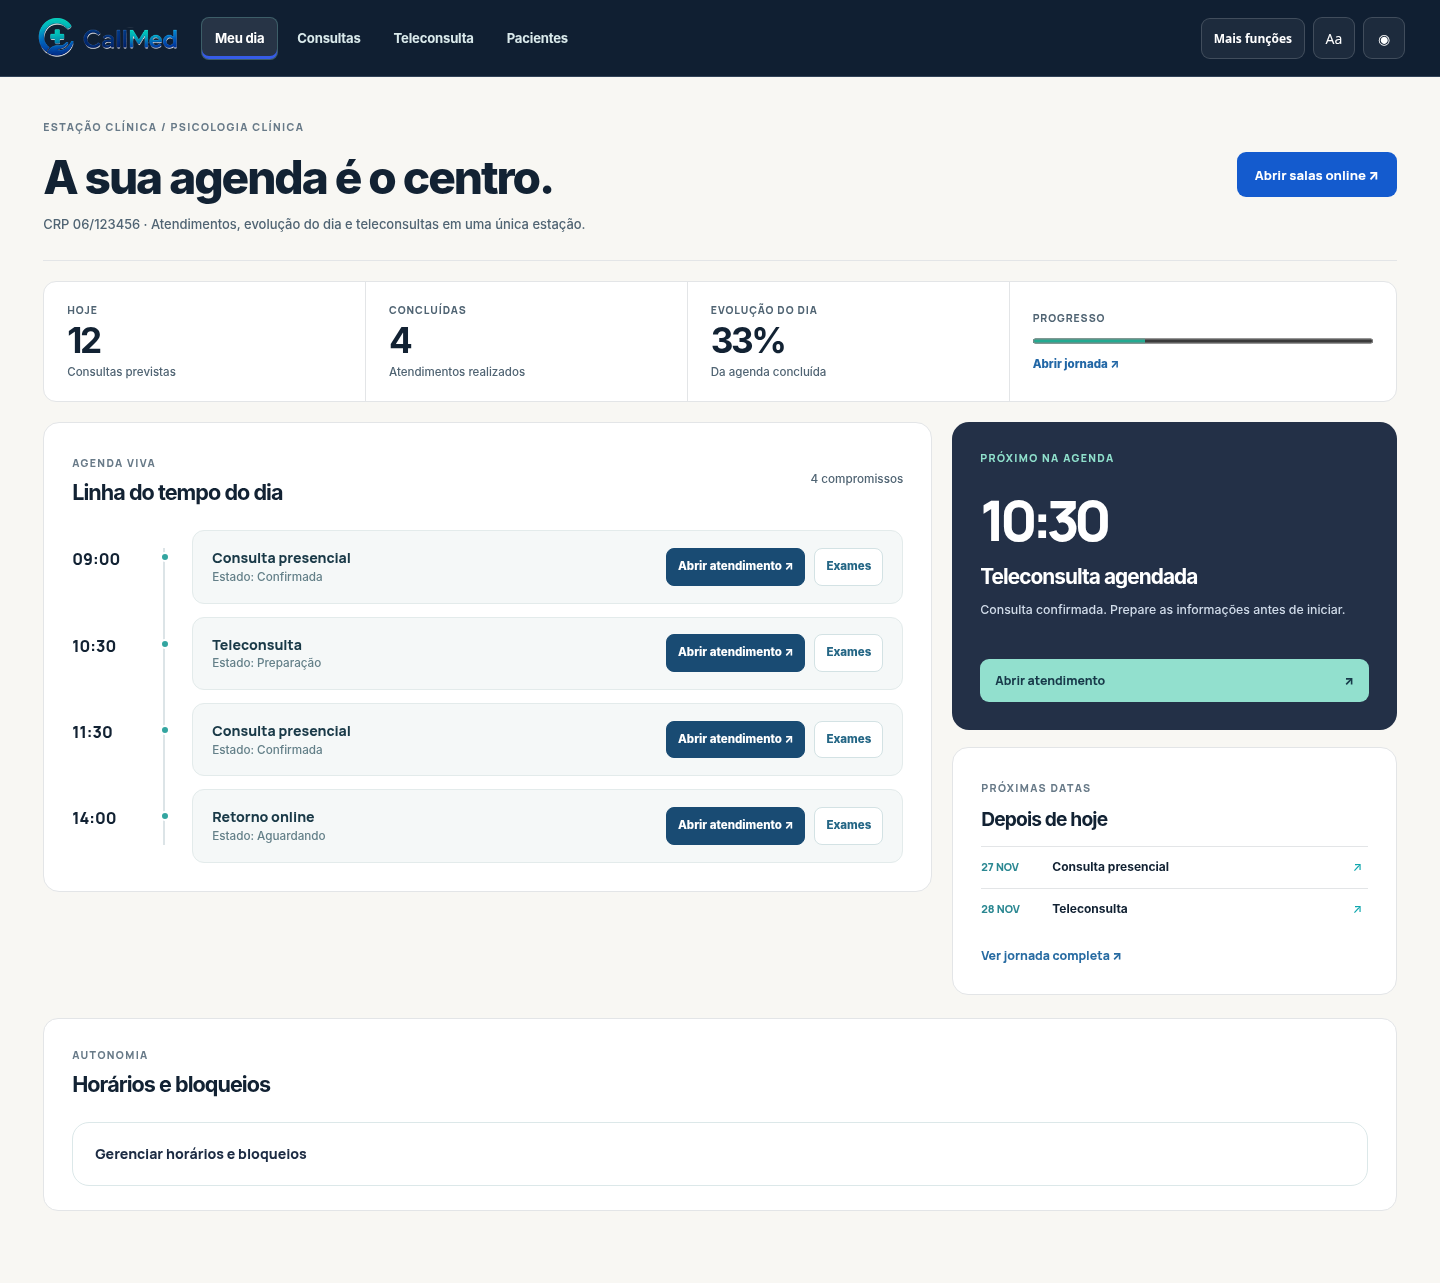 CallMed
Meu dia
Consultas
Teleconsulta
Pacientes
Mais funções
Aa
ESTAÇÃO CLÍNICA / PSICOLOGIA CLÍNICA
A sua agenda é o centro.
CRP 06/123456 · Atendimentos, evolução do dia e teleconsultas em uma única estação.
Abrir salas online ↗
HOJE
12
Consultas previstas
CONCLUÍDAS
4
Atendimentos realizados
EVOLUÇÃO DO DIA
33%
Da agenda concluída
PROGRESSO
Abrir jornada ↗
AGENDA VIVA
Linha do tempo do dia
4 compromissos
09:00
Consulta presencial
Estado: Confirmada
Abrir atendimento ↗
Exames
10:30
Teleconsulta
Estado: Preparação
Abrir atendimento ↗
Exames
11:30
Consulta presencial
Estado: Confirmada
Abrir atendimento ↗
Exames
14:00
Retorno online
Estado: Aguardando
Abrir atendimento ↗
Exames
PRÓXIMO NA AGENDA
10:30
Teleconsulta agendada
Consulta confirmada. Prepare as informações antes de iniciar.
Abrir atendimento ↗
PRÓXIMAS DATAS
Depois de hoje
27 NOV Consulta presencial ↗
28 NOV Teleconsulta ↗
Ver jornada completa ↗
AUTONOMIA
Horários e bloqueios
Gerenciar horários e bloqueios